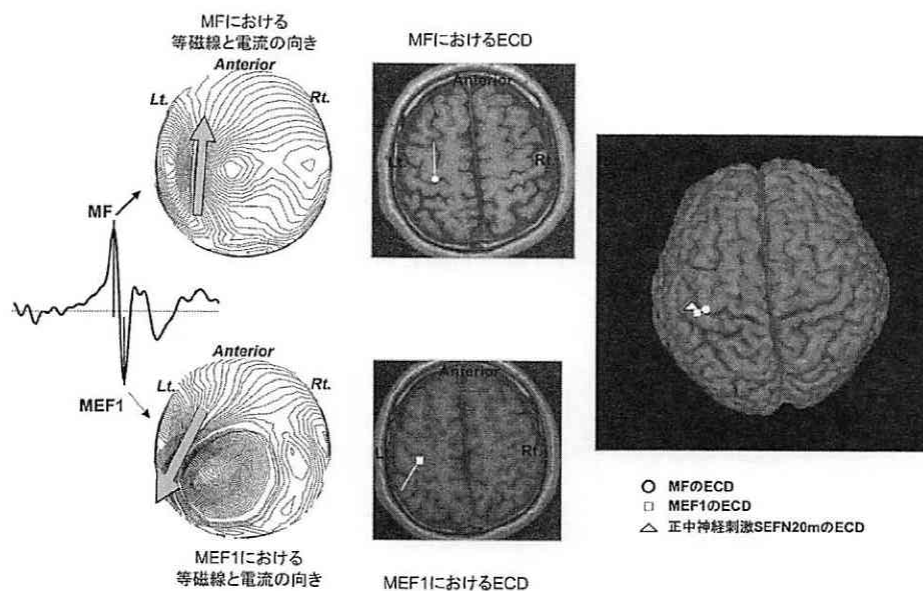 MFにおける
等磁線と電流の向き
Anterior
Lt.
Rt.
MF
MEF1
Anterior
Lt.
Rt.
MEF1における
等磁線と電流の向き
MFにおけるECD
Anterior
Rt.
Anterior
MEF1におけるECD
MFのECD
MEF1のECD
正中神経刺激SEFN20mのECD